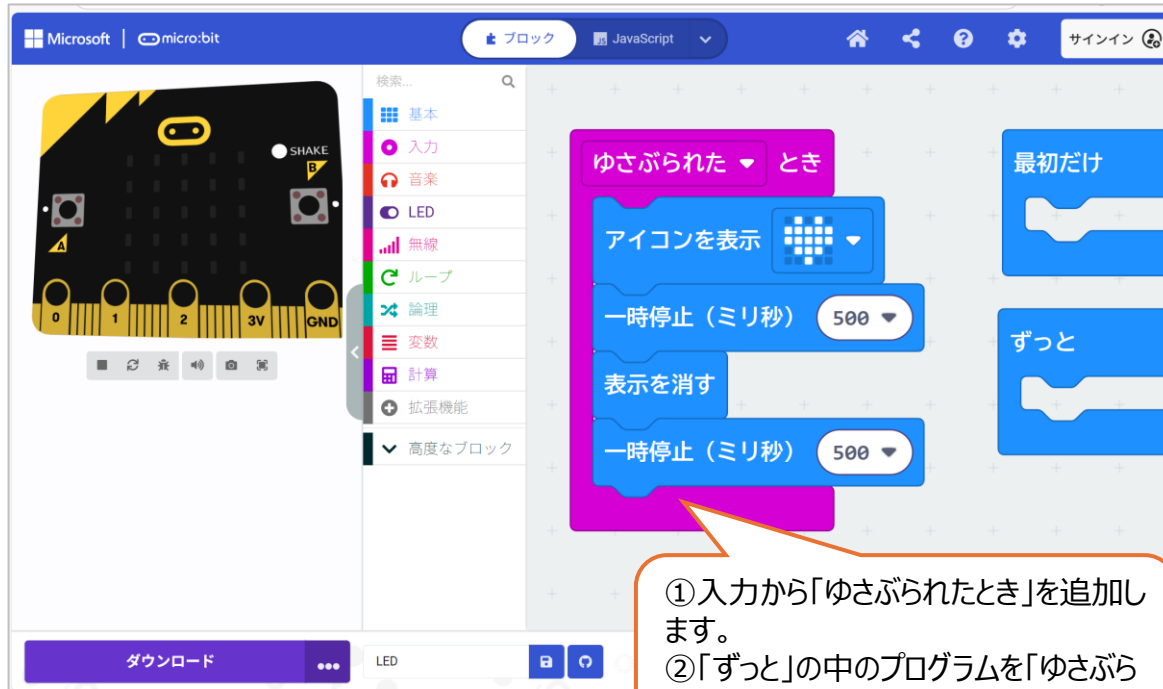 Microsoft micro:bit
ブロック
JavaScript
サインイン
検索...
基本
入力
音楽
LED
無線
ループ
論理
変数
計算
拡張機能
高度なブロック
SHAKE
B
A
0 1 2 3V GND
ゆさぶられた とき
アイコンを表示
一時停止（ミリ秒） 500
表示を消す
一時停止（ミリ秒） 500
最初だけ
ずっと
ダウンロード
LED
①入力から「ゆさぶられたとき」を追加し
ます。
②「ずっと」の中のプログラムを「ゆさぶら